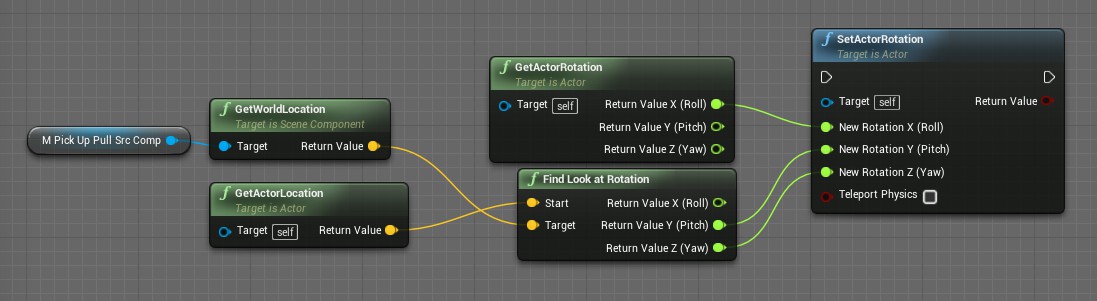 SetActorRotation
Target is Actor
GetActorRotation
Target is Actor
Target self Return Value X (Roll)
Return Value Y (Pitch)
Return Value Z (Yaw)
Target self Return Value
New Rotation X (Roll)
New Rotation Y (Pitch)
New Rotation Z (Yaw)
Teleport Physics
GetWorldLocation
Target is Scene Component
Target Return Value
M Pick Up Pull Src Comp
GetActorLocation
Target is Actor
Target self Return Value
Find Look at Rotation
Start Return Value X (Roll)
Target Return Value Y (Pitch)
Return Value Z (Yaw)